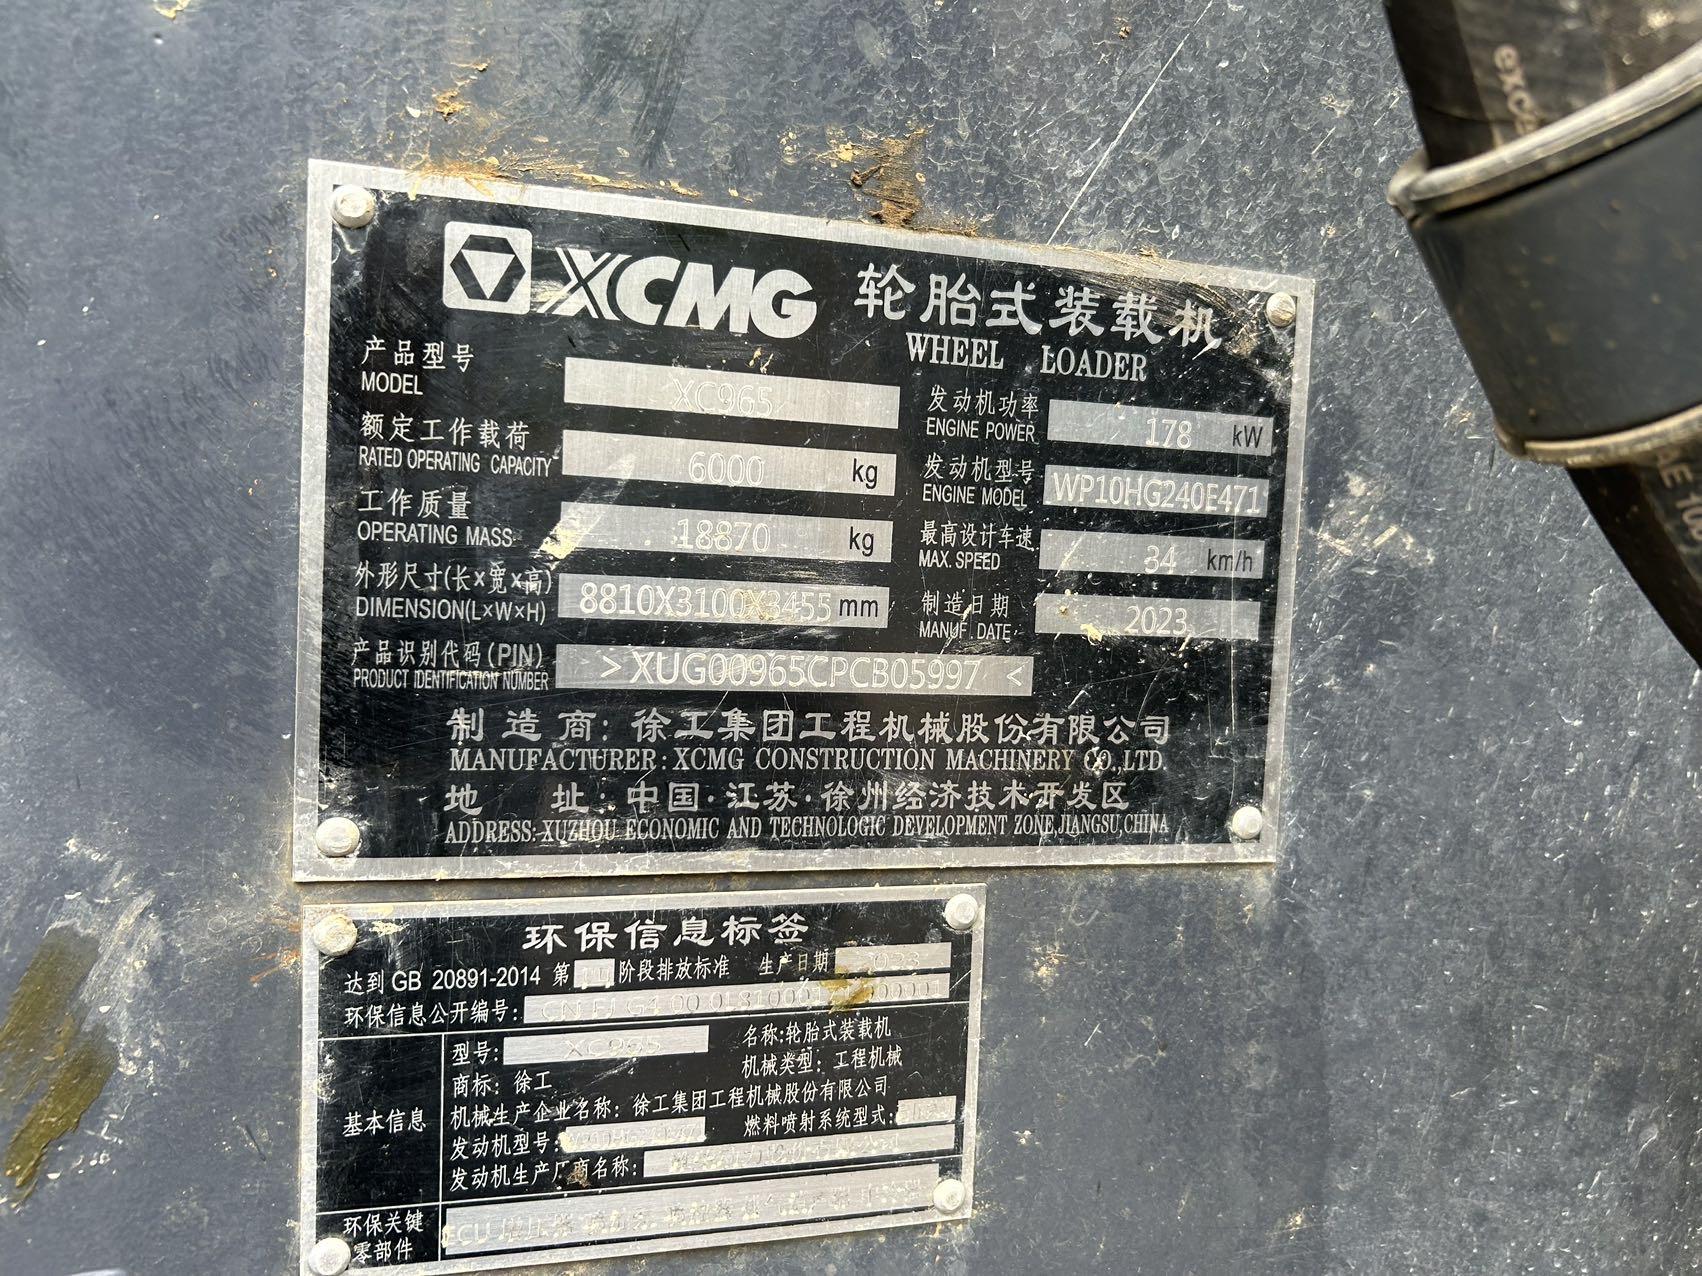 XCMG 轮胎式装载机
WHEEL LOADER
产品型号 XC965
MODEL
额定工作载荷 6000 kg
RATED OPERATING CAPACITY
工作质量 18870 kg
OPERATING MASS
外形尺寸(长×宽×高) 8810X3100X3455 mm
DIMENSION(L×W×H)
产品识别代码(PIN) >XUG00965CPCB05997<
PRODUCT IDENTIFICATION NUMBER
发动机功率 178 kW
ENGINE POWER
发动机型号 WP10HG240E471
ENGINE MODEL
最高设计车速 34 km/h
MAX. SPEED
制造日期 2023
MANUF. DATE
制造商: 徐工集团工程机械股份有限公司
MANUFACTURER: XCMG CONSTRUCTION MACHINERY CO.,LTD.
地址: 中国·江苏·徐州经济技术开发区
ADDRESS: XUZHOU ECONOMIC AND TECHNOLOGIC DEVELOPMENT ZONE,JIANGSU,CHINA
环保信息标签
达到 GB 20891-2014 第 阶段排放标准 生产日期 2023
环保信息公开编号:
型号: XC965 名称:轮胎式装载机
商标: 徐工 机械类型: 工程机械
机械生产企业名称: 徐工集团工程机械股份有限公司
基本信息
发动机型号: 燃料喷射系统型式:
发动机生产厂商名称:
环保关键
零部件
ECU